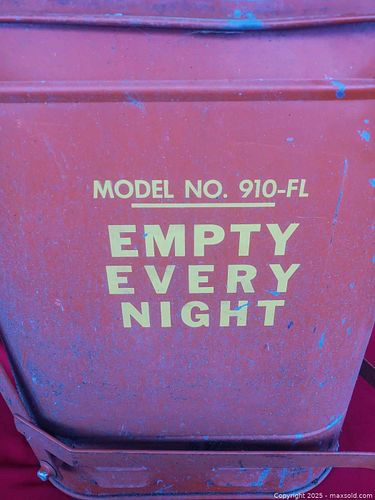 MODEL NO. 910-FL
EMPTY
EVERY
NIGHT
Copyright 2025 - maxsold.com